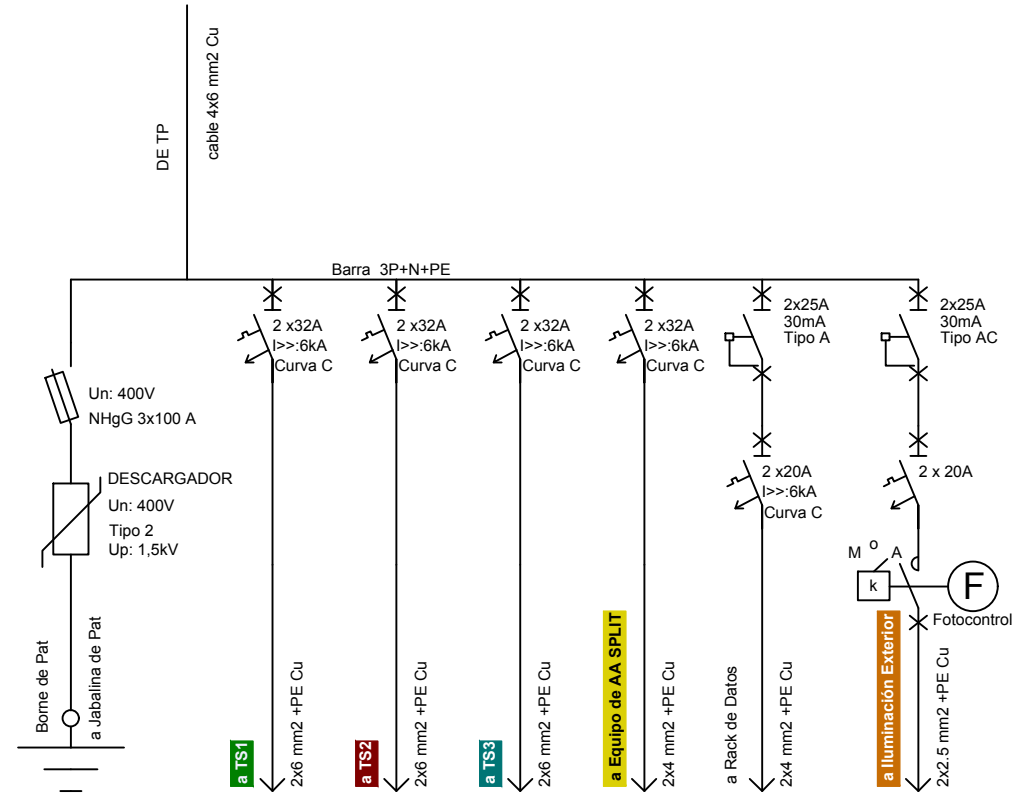 DE TP
cable 4x6 mm2 Cu
Barra 3P+N+PE
Un: 400V
NHgG 3x100 A
DESCARGADOR
Un: 400V
Tipo 2
Up: 1,5kV
Borne de Pat
a Jabalina de Pat
2 x32A
I>>:6kA
Curva C
a TS1
2x6 mm2 +PE Cu
2 x32A
I>>:6kA
Curva C
a TS2
2x6 mm2 +PE Cu
2 x32A
I>>:6kA
Curva C
a TS3
2x6 mm2 +PE Cu
2 x32A
I>>:6kA
Curva C
a Equipo de AA SPLIT
2x4 mm2 +PE Cu
2x25A
30mA
Tipo A
2 x20A
I>>:6kA
Curva C
a Rack de Datos
2x4 mm2 +PE Cu
2x25A
30mA
Tipo AC
2 x 20A
M o A
k
F
Fotocontrol
a Iluminación Exterior
2x2.5 mm2 +PE Cu